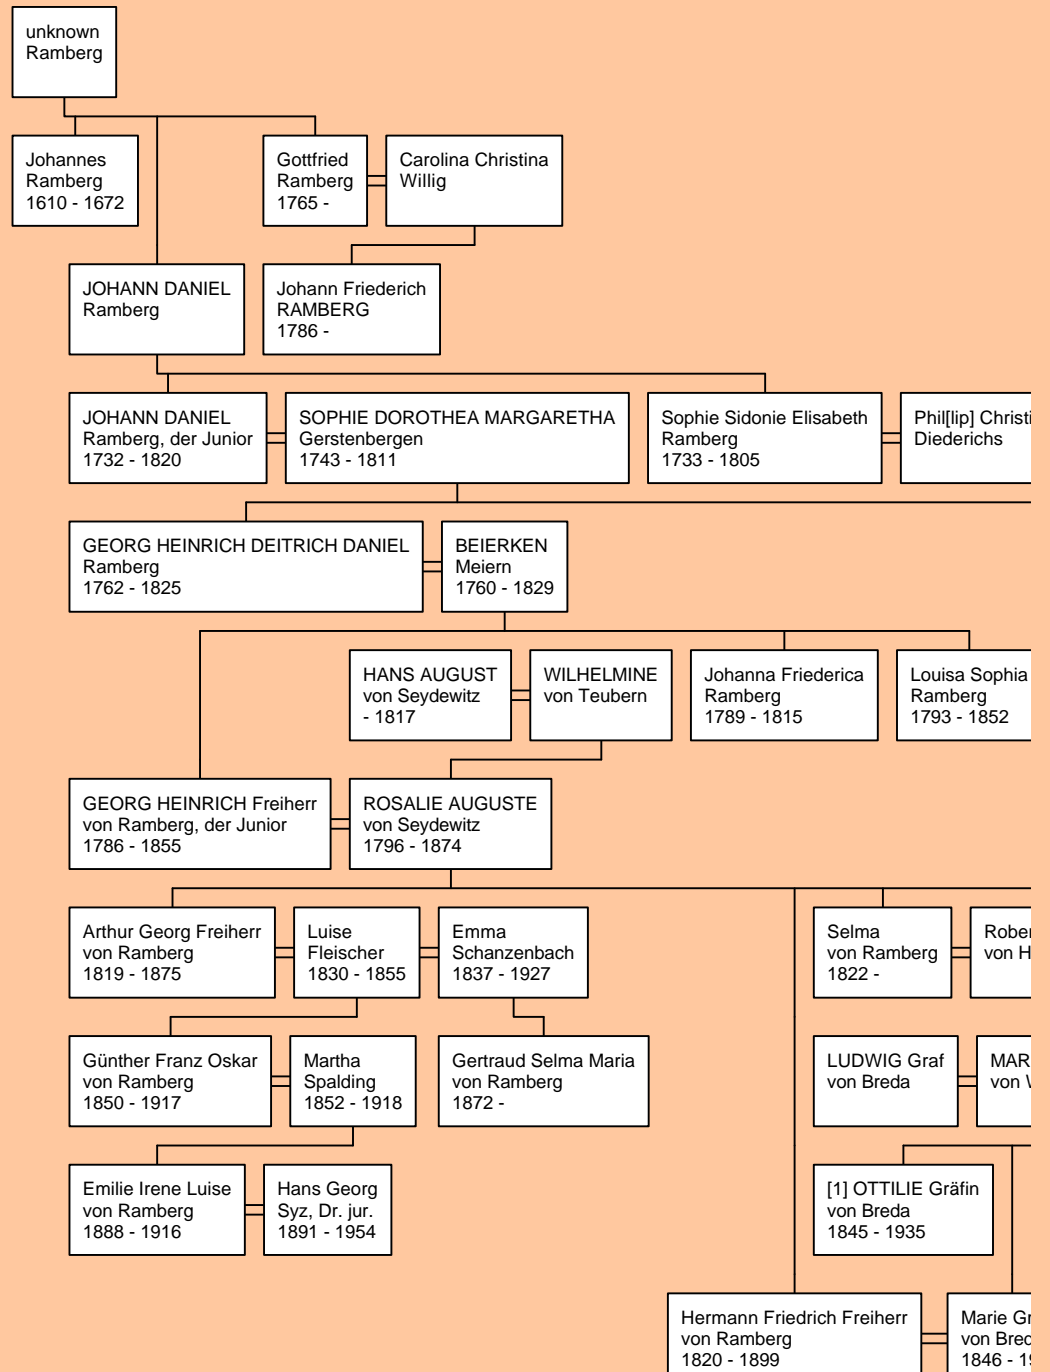 unknown
Ramberg
Johannes
Ramberg
1610 - 1672
Gottfried
Ramberg
1765 -
Carolina Christina
Willig
JOHANN DANIEL
Ramberg
Johann Friederich
RAMBERG
1786 -
JOHANN DANIEL
Ramberg, der Junior
1732 - 1820
SOPHIE DOROTHEA MARGARETHA
Gerstenbergen
1743 - 1811
Sophie Sidonie Elisabeth
Ramberg
1733 - 1805
Phil[lip]
Diederichs
GEORG HEINRICH DEITRICH DANIEL
Ramberg
1762 - 1825
BEIERKEN
Meiern
1760 - 1829
HANS AUGUST
von Seydewitz
- 1817
WILHELMINE
von Teubern
Johanna Friederica
Ramberg
1789 - 1815
Louisa Sophia
Ramberg
1793 - 1852
GEORG HEINRICH Freiherr
von Ramberg, der Junior
1786 - 1855
ROSALIE AUGUSTE
von Seydewitz
1796 - 1874
Arthur Georg Freiherr
von Ramberg
1819 - 1875
Luise
Fleischer
1830 - 1855
Emma
Schanzenbach
1837 - 1927
Selma
von Ramberg
1822 -
von
Günther Franz Oskar
von Ramberg
1850 - 1917
Martha
Spalding
1852 - 1918
Gertraud Selma Maria
von Ramberg
1872 -
LUDWIG Graf
von Breda
von
Emilie Irene Luise
von Ramberg
1888 - 1916
Hans Georg
Syz, Dr. jur.
1891 - 1954
[1] OTTILIE Gräfin
von Breda
1845 - 1935
Hermann Friedrich Freiherr
von Ramberg
1820 - 1899
Marie
von
1846 -